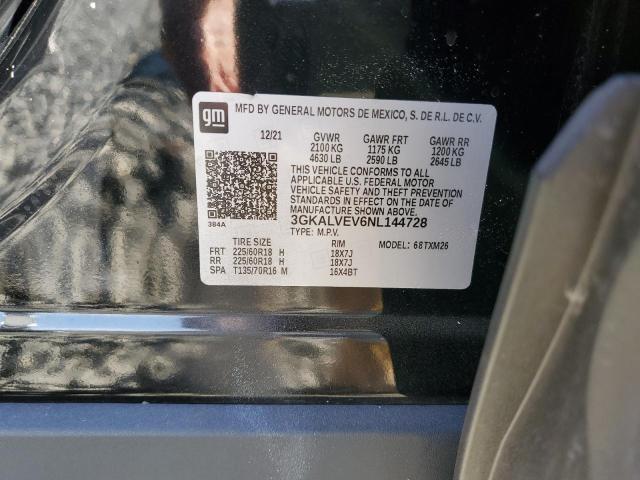 gm MFD BY GENERAL MOTORS DE MEXICO, S. DE R.L. DE C.V.
12/21 GVWR GAWR FRT GAWR RR
2100 KG 1175 KG 1200 KG
4630 LB 2590 LB 2645 LB
THIS VEHICLE CONFORMS TO ALL
APPLICABLE U.S. FEDERAL MOTOR
VEHICLE SAFETY AND THEFT PREVENTION
STANDARDS IN EFFECT ON THE DATE OF
MANUFACTURE SHOWN ABOVE.
384A 3GKALVEV6NL144728
TYPE: M.P.V. MODEL: 68TXM26
TIRE SIZE RIM
FRT 225/60R18 H 18X7J
RR 225/60R18 H 18X7J
SPA T135/70R16 M 16X4BT